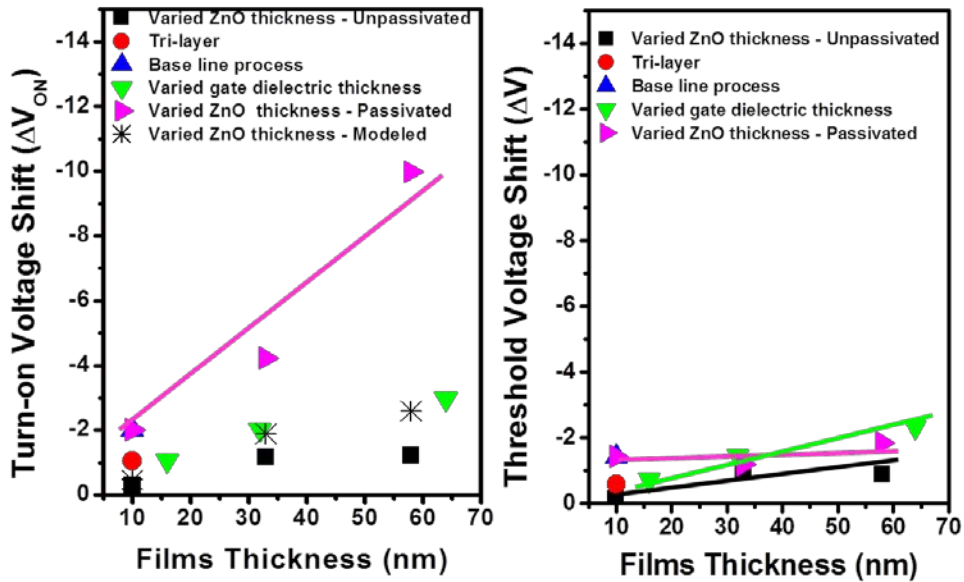 Turn-on Voltage Shift (ΔV_ON)
-14
-12
-10
-8
-6
-4
-2
0
Varied ZnO thickness - Unpassivated
Tri-layer
Base line process
Varied gate dielectric thickness
Varied ZnO thickness - Passivated
Varied ZnO thickness - Modeled
10 20 30 40 50 60 70
Films Thickness (nm)
Threshold Voltage Shift (ΔV)
-14
-12
-10
-8
-6
-4
-2
0
Varied ZnO thickness - Unpassivated
Tri-layer
Base line process
Varied gate dielectric thickness
Varied ZnO thickness - Passivated
10 20 30 40 50 60 70
Films Thickness (nm)